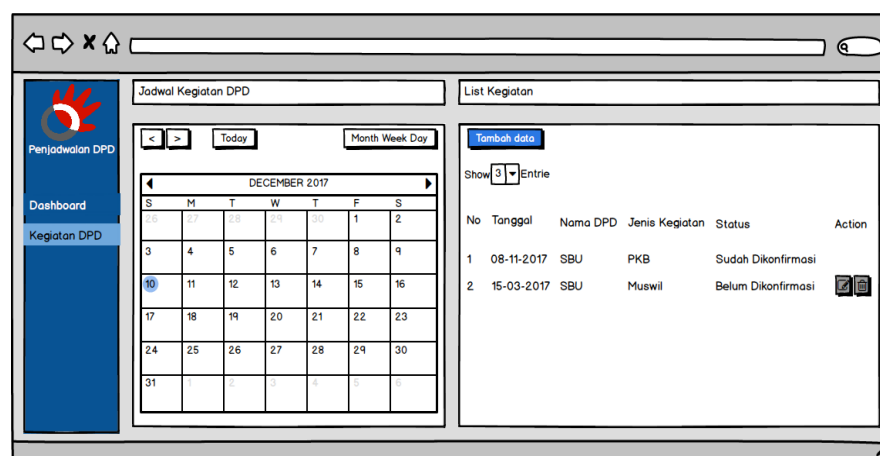 Penjadwalan DPD
Dashboard
Kegiatan DPD
Jadwal Kegiatan DPD
< > Today Month Week Day
DECEMBER 2017
S M T W T F S
26 27 28 29 30 1 2
3 4 5 6 7 8 9
10 11 12 13 14 15 16
17 18 19 20 21 22 23
24 25 26 27 28 29 30
31 1 2 3 4 5 6
List Kegiatan
Tambah data
Show 3 Entrie
No Tanggal Nama DPD Jenis Kegiatan Status Action
1 08-11-2017 SBU PKB Sudah Dikonfirmasi
2 15-03-2017 SBU Muswil Belum Dikonfirmasi